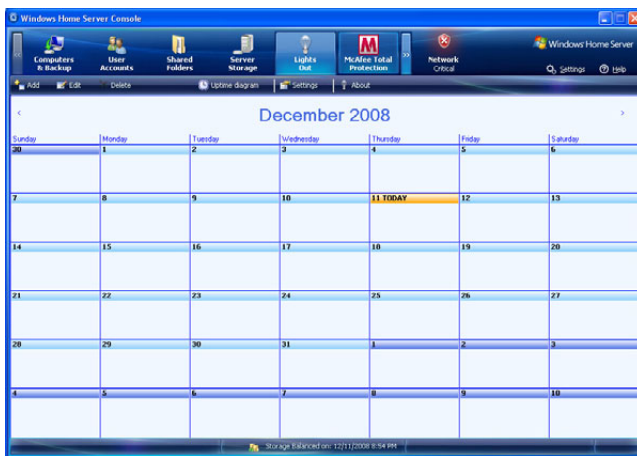 Windows Home Server Console
Computers & Backup
User Accounts
Shared Folders
Server Storage
Lights Out
McAfee Total Protection
»
Network Critical
Windows Home Server
Settings
Help
Add Edit Delete Uptime diagram Settings About
‹ December 2008 ›
Sunday Monday Tuesday Wednesday Thursday Friday Saturday
30 1 2 3 4 5 6
7 8 9 10 11 TODAY 12 13
14 15 16 17 18 19 20
21 22 23 24 25 26 27
28 29 30 31 1 2 3
4 5 6 7 8 9 10
Storage Balanced on: 12/11/2008 8:54 PM